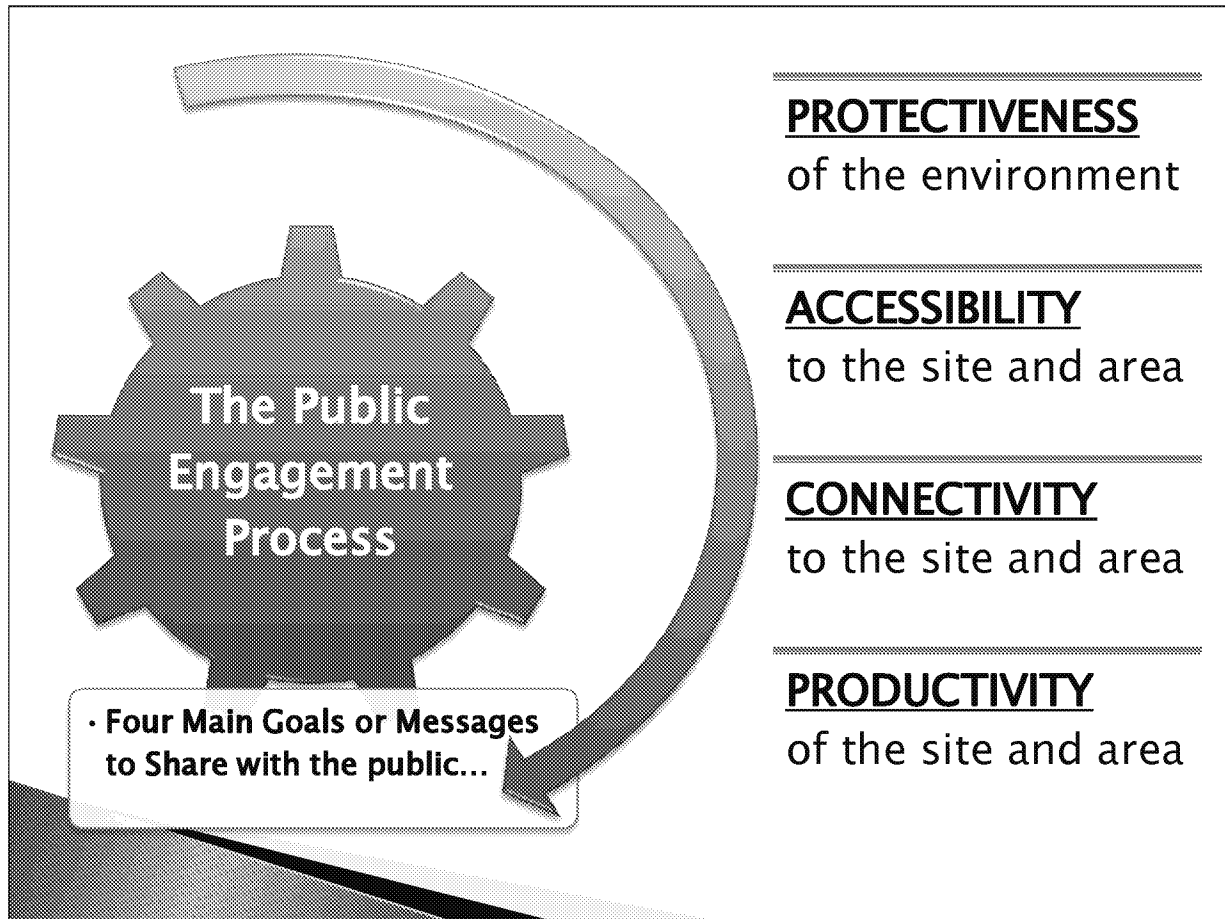 The Public
Engagement
Process
· Four Main Goals or Messages
to Share with the public...
PROTECTIVENESS
of the environment
ACCESSIBILITY
to the site and area
CONNECTIVITY
to the site and area
PRODUCTIVITY
of the site and area